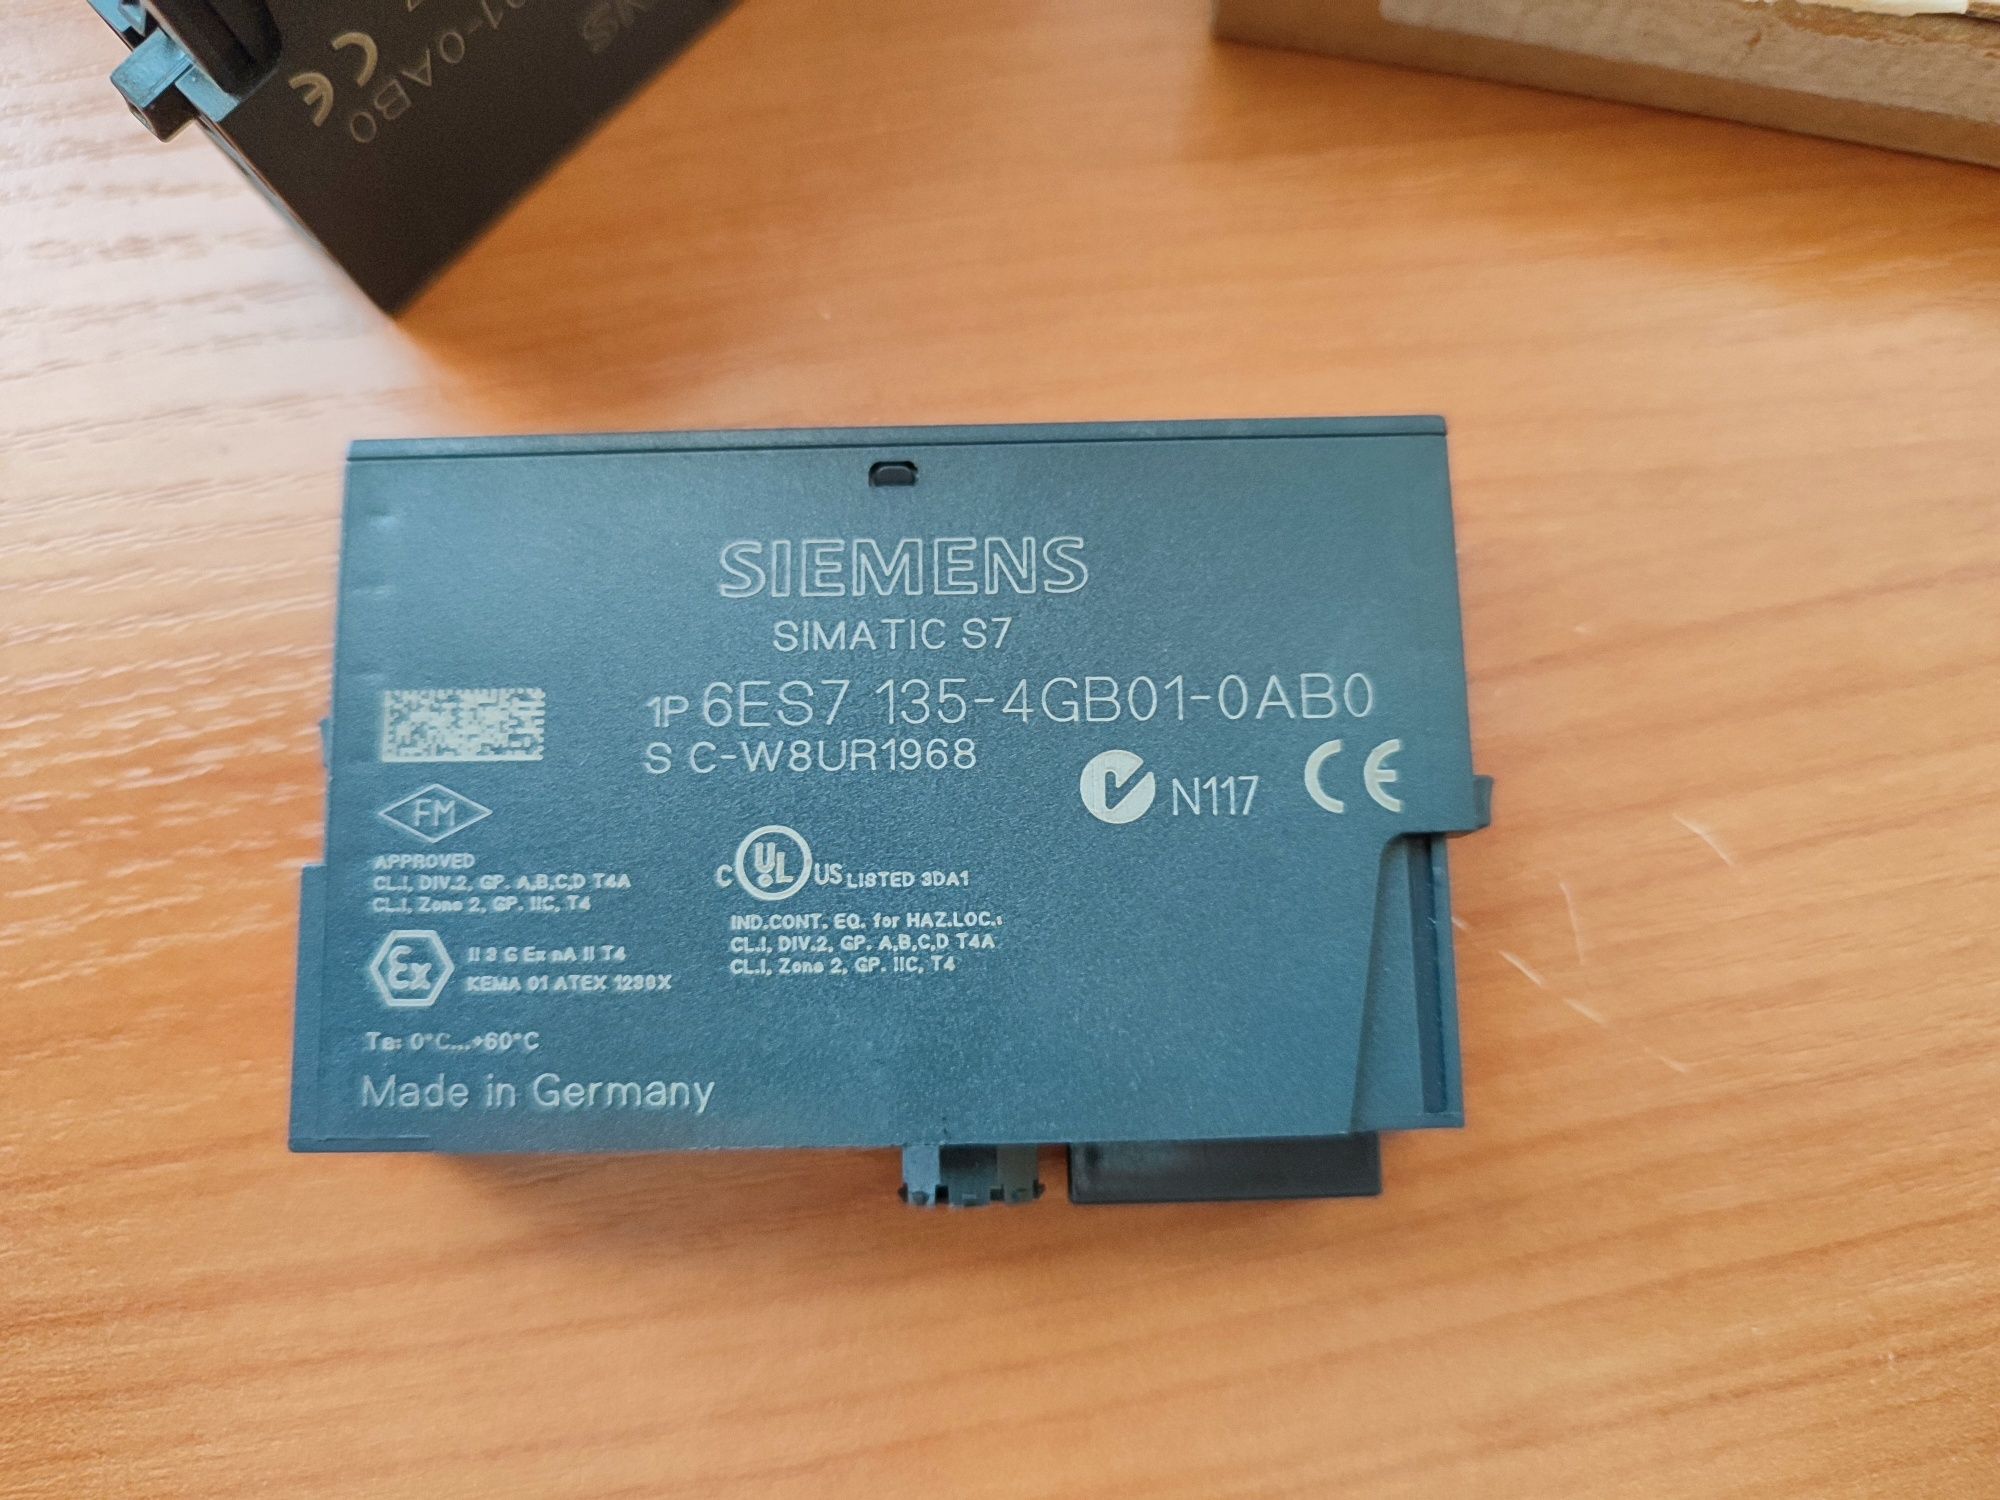 01-0AB0
CE
SIEMENS
SIMATIC S7
1P 6ES7 135-4GB01-0AB0
S C-W8UR1968
N117 CE
FM
APPROVED
CL.I, DIV.2, GP. A,B,C,D T4A
CL.I, Zone 2, GP. IIC, T4
C UL US LISTED 3DA1
IND.CONT. EQ. for HAZ.LOC.:
CL.I, DIV.2, GP. A,B,C,D T4A
CL.I, Zone 2, GP. IIC, T4
Ex II 3 G Ex nA II T4
KEMA 01 ATEX 1238X
Ta: 0°C...+60°C
Made in Germany